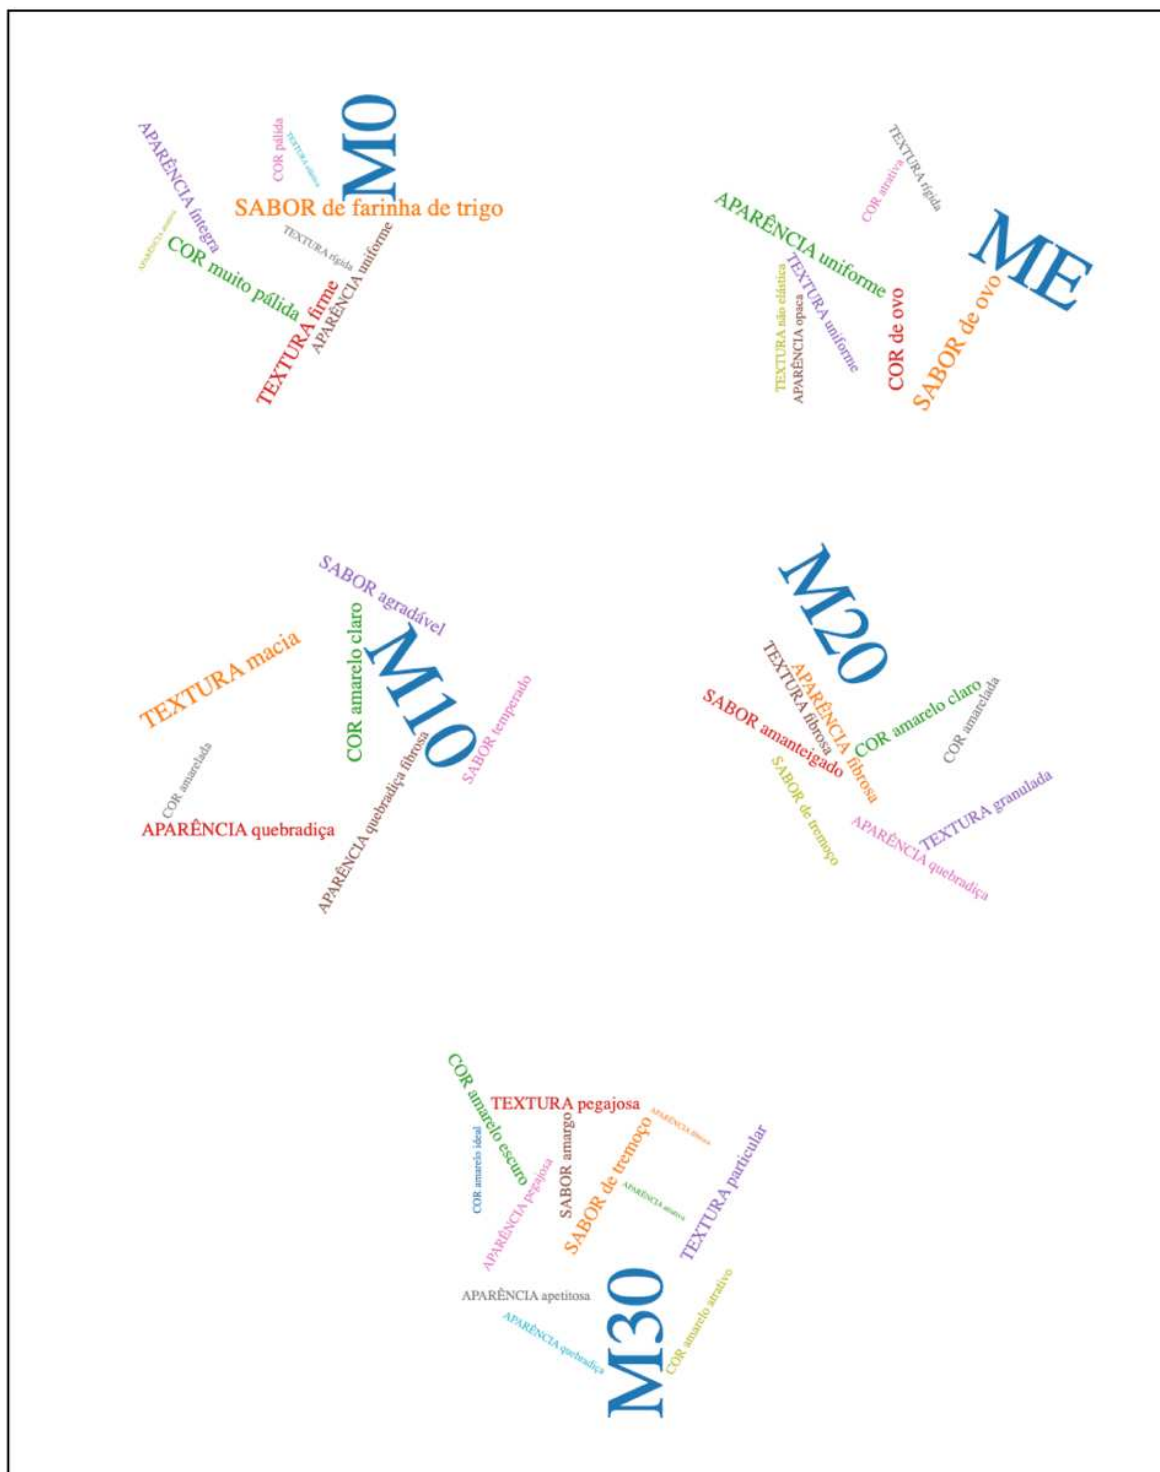 M0
SABOR de farinha de trigo
COR muito pálida
TEXTURA firme
APARÊNCIA íntegra
APARÊNCIA uniforme
COR pálida
TEXTURA rígida
ME
SABOR de ovo
APARÊNCIA uniforme
COR de ovo
TEXTURA uniforme
APARÊNCIA opaca
COR atrativa
TEXTURA rígida
TEXTURA não elástica
M10
TEXTURA macia
COR amarelo claro
APARÊNCIA quebradiça
SABOR agradável
APARÊNCIA quebradiça fibrosa
SABOR temperado
COR amarelada
M20
APARÊNCIA fibrosa
COR amarelo claro
SABOR amanteigado
TEXTURA granulada
TEXTURA fibrosa
APARÊNCIA quebradiça
COR amarelada
SABOR de tremoço
M30
SABOR de tremoço
COR amarelo escuro
TEXTURA pegajosa
TEXTURA particular
SABOR amargo
APARÊNCIA pegajosa
APARÊNCIA apetitosa
COR amarelo atrativo
APARÊNCIA quebradiça
COR amarelo ideal